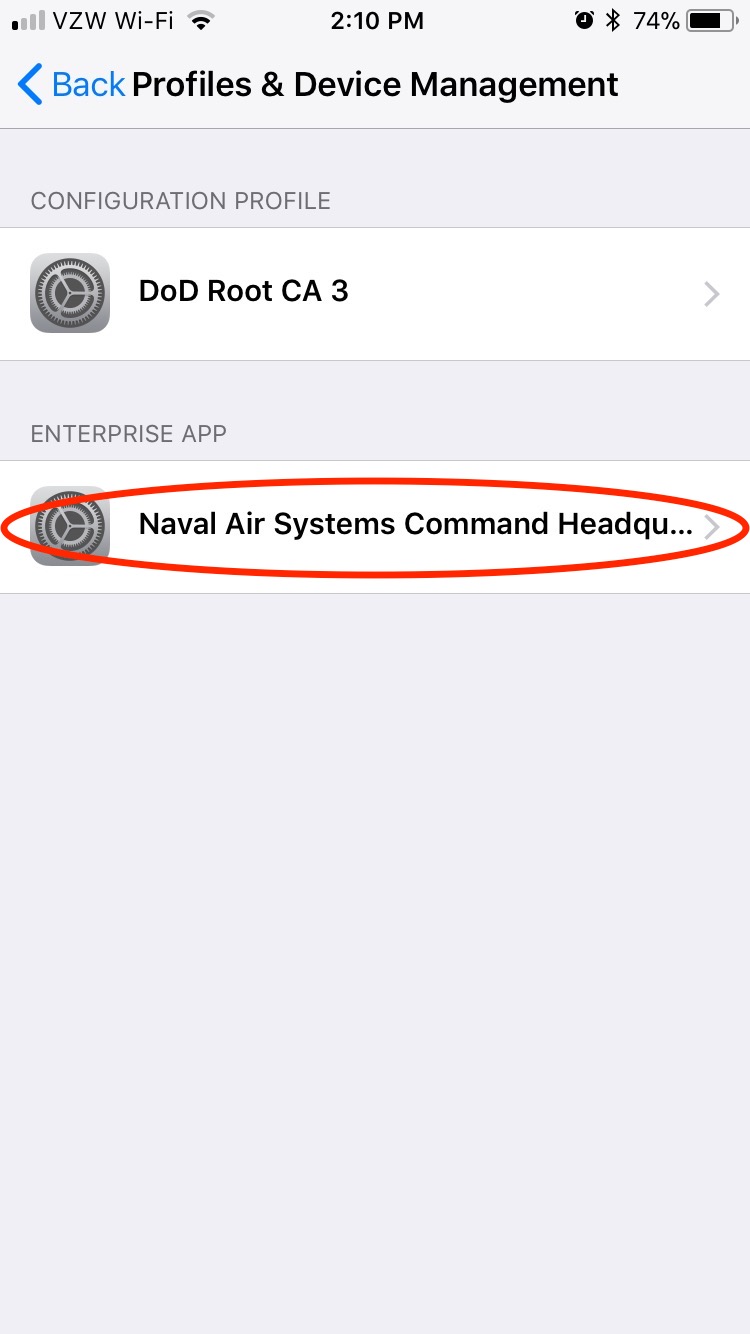 VZW Wi-Fi 2:10 PM 74%
Back Profiles & Device Management
CONFIGURATION PROFILE
DoD Root CA 3
ENTERPRISE APP
Naval Air Systems Command Headqu...